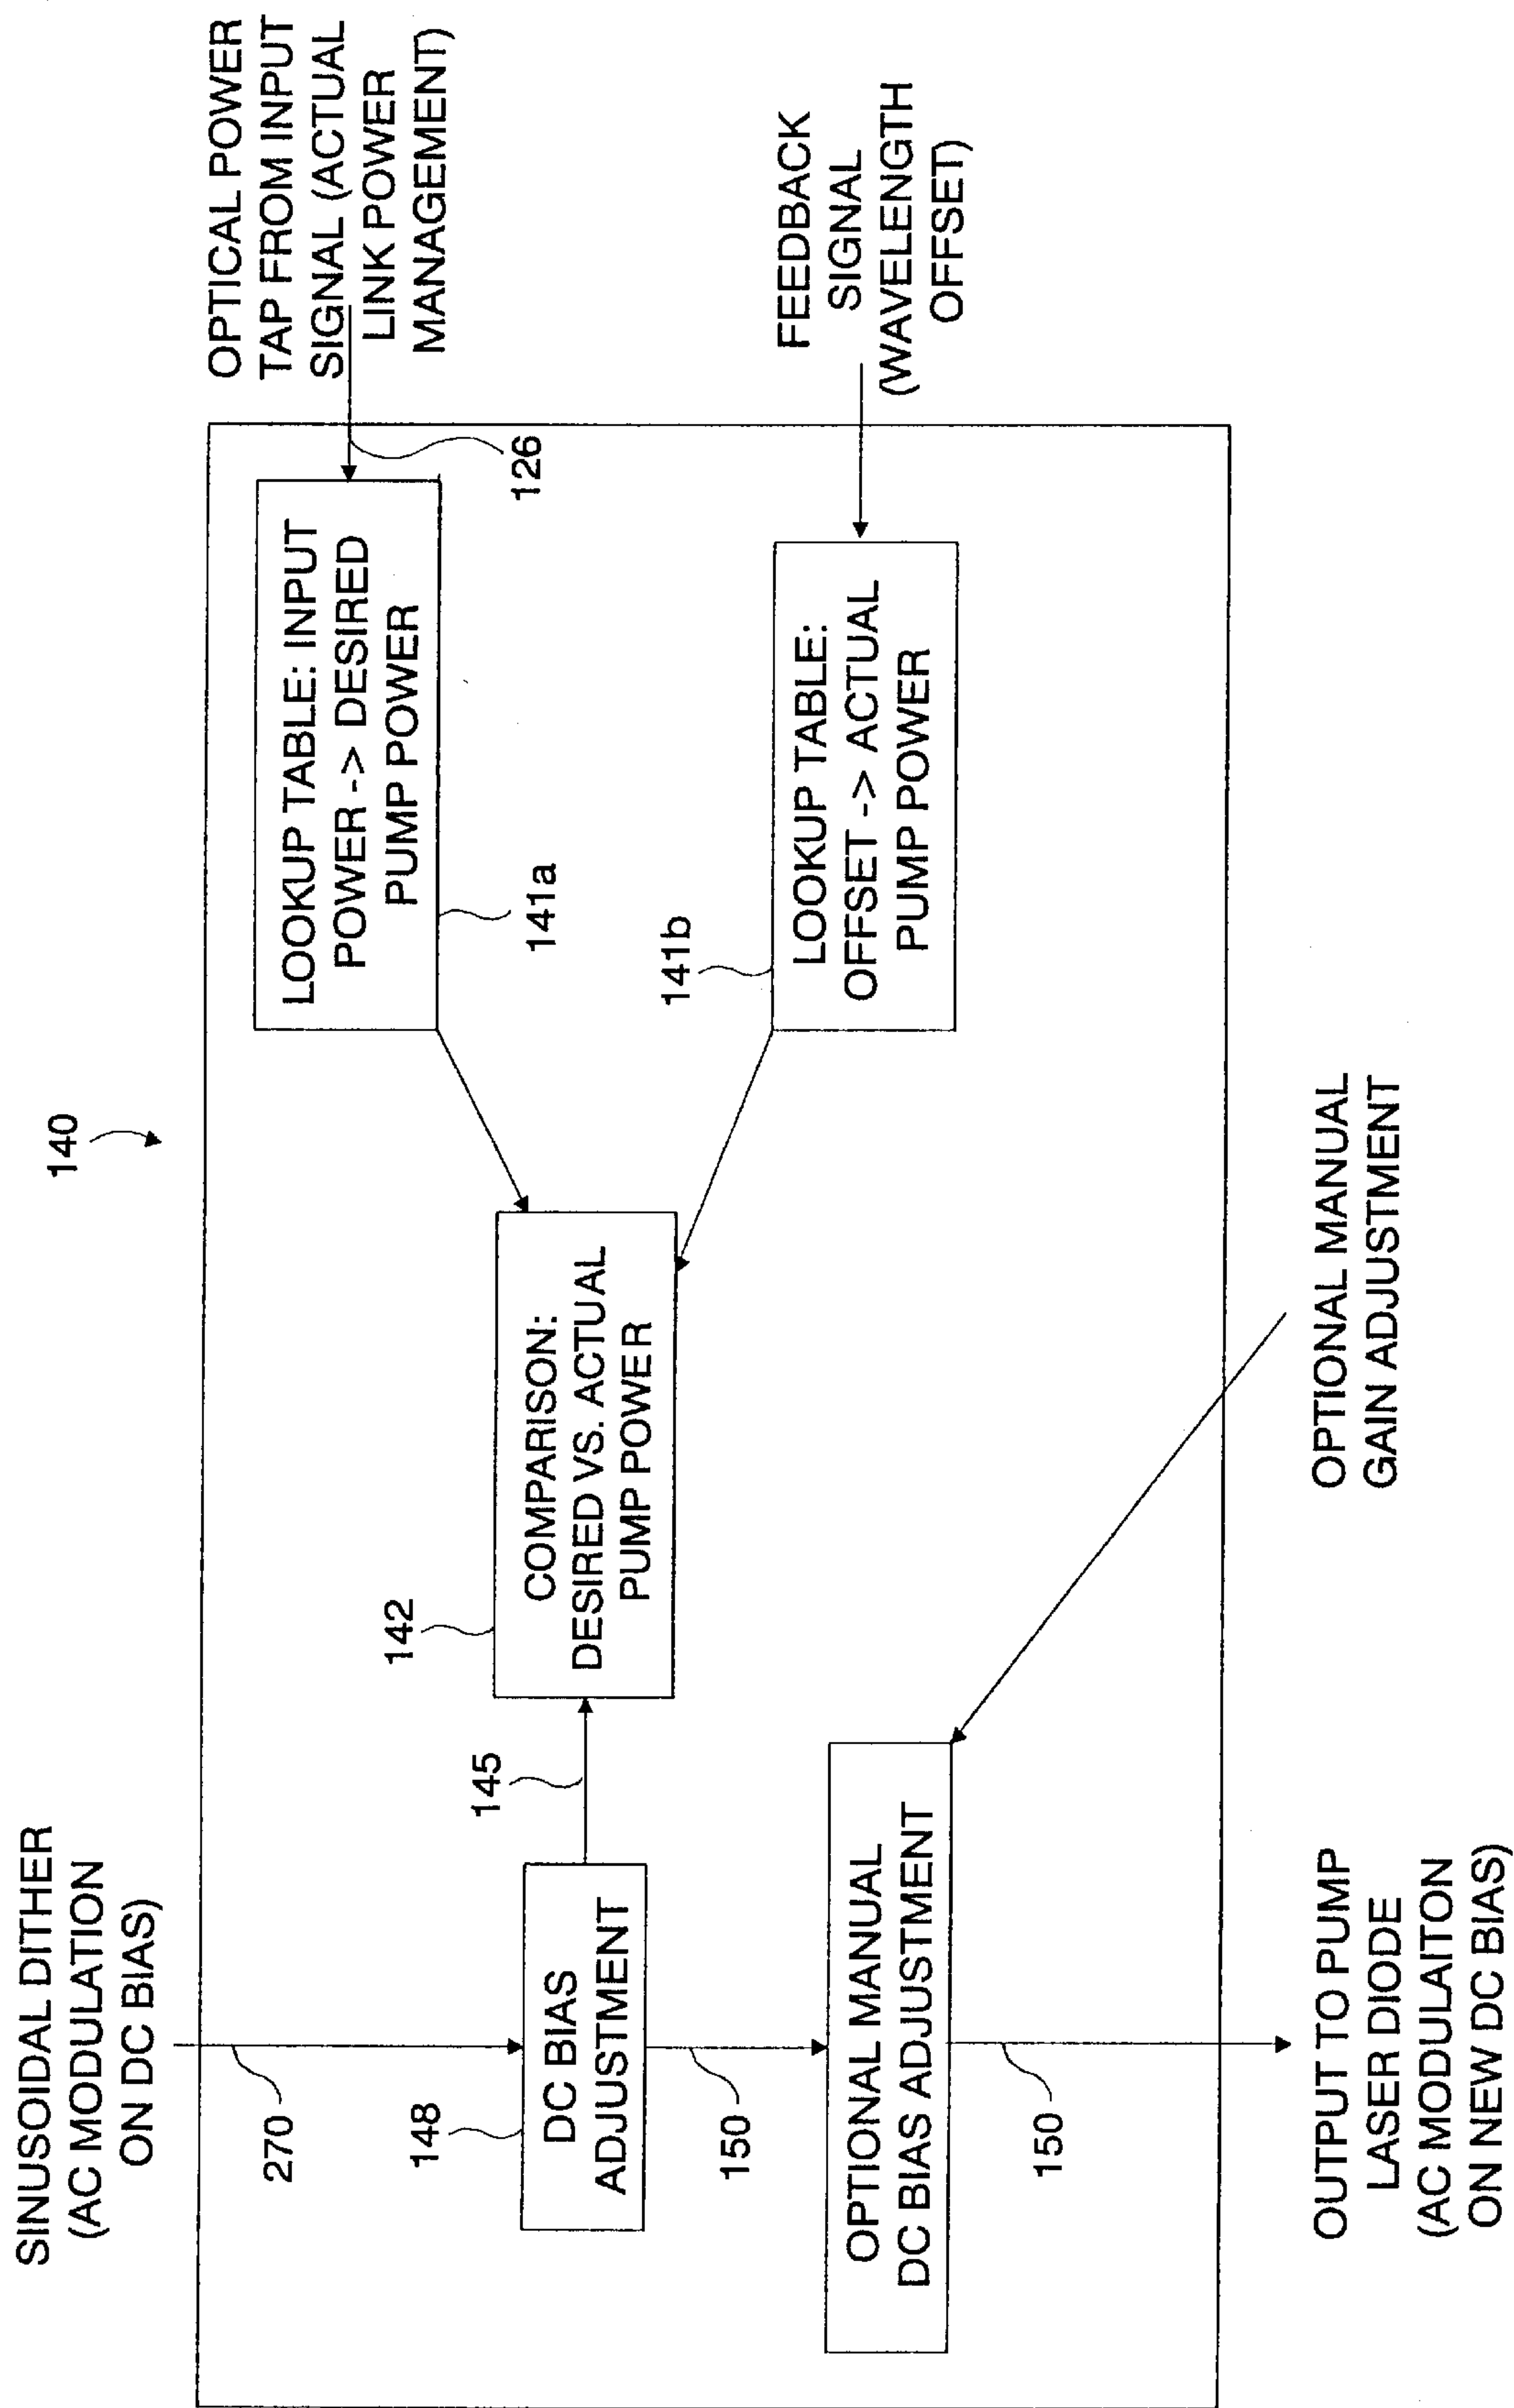 140
SINUSOIDAL DITHER
(AC MODULATION
ON DC BIAS)
270
148
DC BIAS
ADJUSTMENT
145
142
COMPARISON:
DESIRED VS. ACTUAL
PUMP POWER
LOOKUP TABLE: INPUT
POWER -> DESIRED
PUMP POWER
141a
126
OPTICAL POWER
TAP FROM INPUT
SIGNAL (ACTUAL
LINK POWER
MANAGEMENT)
141b
LOOKUP TABLE:
OFFSET -> ACTUAL
PUMP POWER
FEEDBACK
SIGNAL
(WAVELENGTH
OFFSET)
150
OPTIONAL MANUAL
DC BIAS ADJUSTMENT
150
OUTPUT TO PUMP
LASER DIODE
(AC MODULAITON
ON NEW DC BIAS)
OPTIONAL MANUAL
GAIN ADJUSTMENT